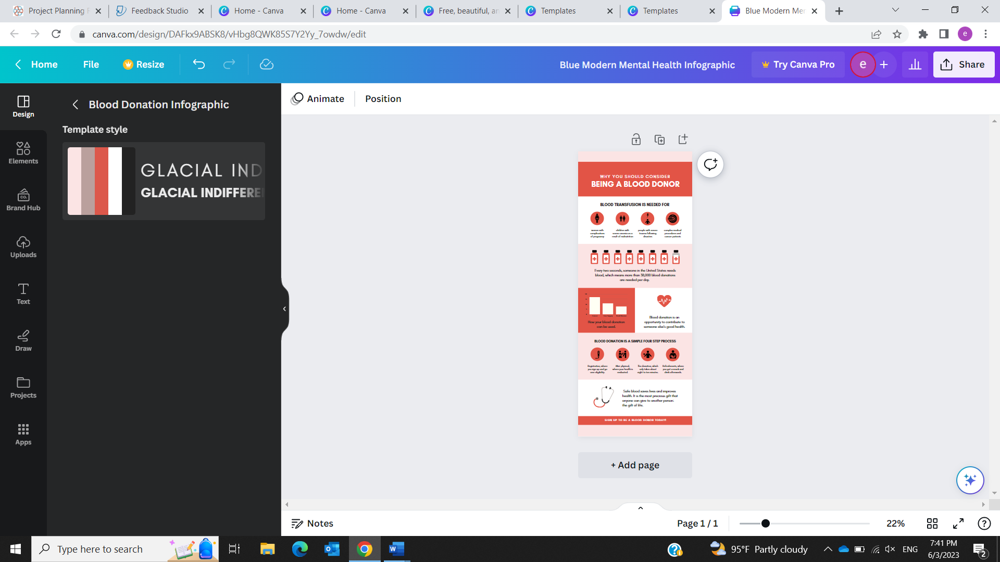 Project Planning
Feedback Studio
Home - Canva
Home - Canva
Free, beautiful, an
Templates
Templates
Blue Modern Men
canva.com/design/DAFkx9ABSK8/vHbg8QWK85S7Y2Yy_7owdw/edit
e
Home
File
Resize
Blue Modern Mental Health Infographic
Try Canva Pro
e
Share
Design
Elements
Brand Hub
CO.
Uploads
Text
Draw
Projects
Apps
Blood Donation Infographic
Template style
GLACIAL IND
GLACIAL INDIFFERE
Animate
Position
WHY YOU SHOULD CONSIDER
BEING A BLOOD DONOR
BLOOD TRANSFUSION IS NEEDED FOR
women with
complications
of pregnancy
children with
severe anemia as a
result of malnutrition
people with severe
trauma following
disasters
complex medical
procedures and
cancer patients
Every two seconds, someone in the United States needs
blood, which means more than 38,000 blood donations
are needed per day.
How your blood donation
can be used.
Blood donation is an
opportunity to contribute to
someone else's good health.
BLOOD DONATION IS A SIMPLE FOUR STEP PROCESS
Registration, where
you sign up and go
over eligibility.
Mini physical,
where your health is
evaluated.
The donation, which
only takes about
eight to ten minutes.
Refreshments, where
you get a snack and
drink afterwards.
Safe blood saves lives and improves
health. It is the most precious gift that
anyone can give to another person:
the gift of life.
SIGN UP TO BE A BLOOD DONOR TODAY!
+ Add page
Notes
Page 1 / 1
22%
Type here to search
95°F Partly cloudy
ENG
7:41 PM
6/3/2023
2